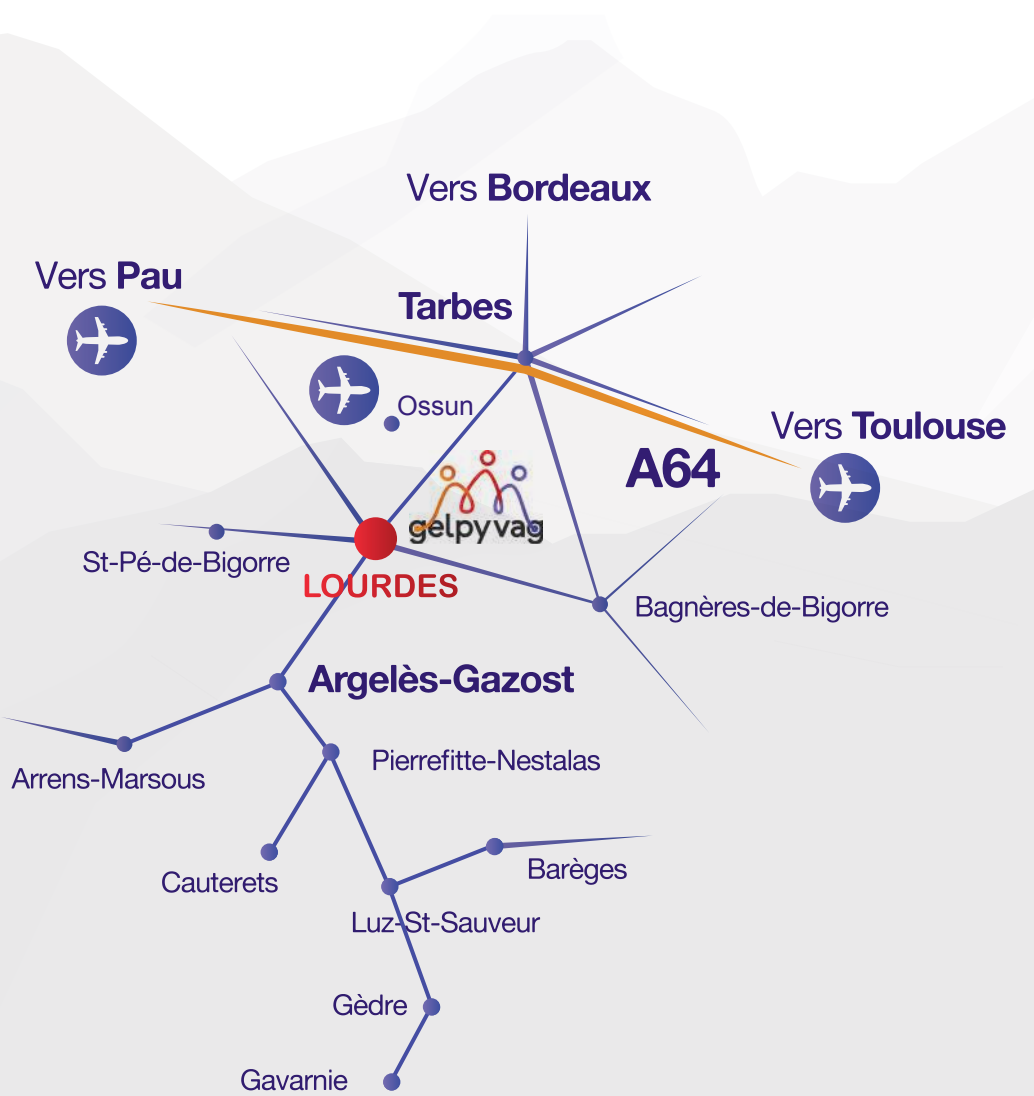 Vers Bordeaux
Vers Pau
Tarbes
Ossun
Vers Toulouse
A64
gelpyvag
St-Pé-de-Bigorre
LOURDES
Bagnères-de-Bigorre
Argelès-Gazost
Pierrefitte-Nestalas
Arrens-Marsous
Barèges
Cauterets
Luz-St-Sauveur
Gèdre
Gavarnie